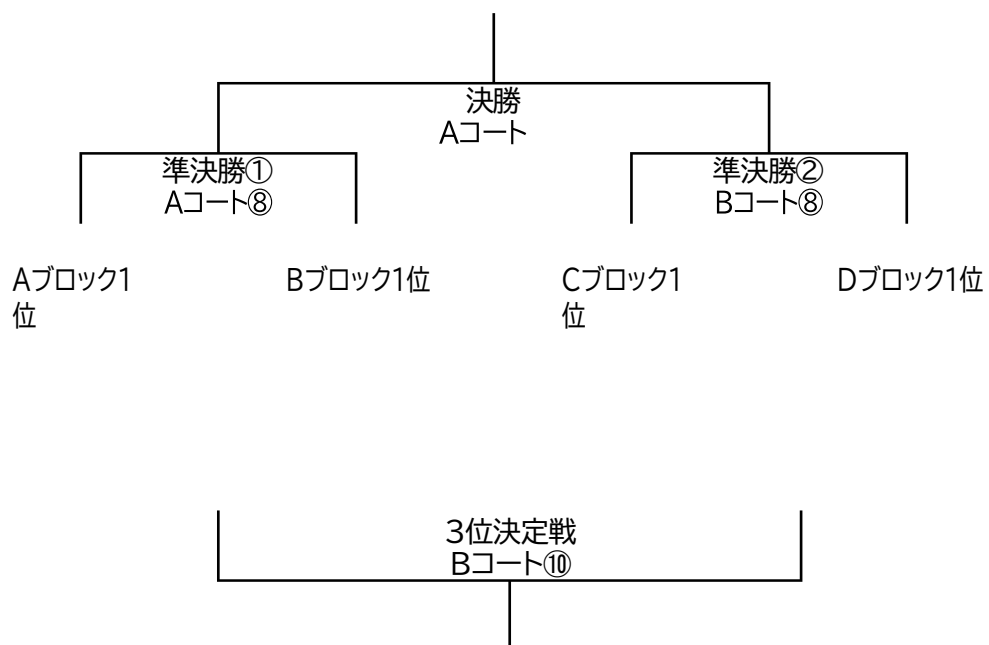 決勝
Aコート
準決勝①
Aコート⑧
準決勝②
Bコート⑧
Aブロック1
位
Bブロック1位
Cブロック1
位
Dブロック1位
3位決定戦
Bコート⑩